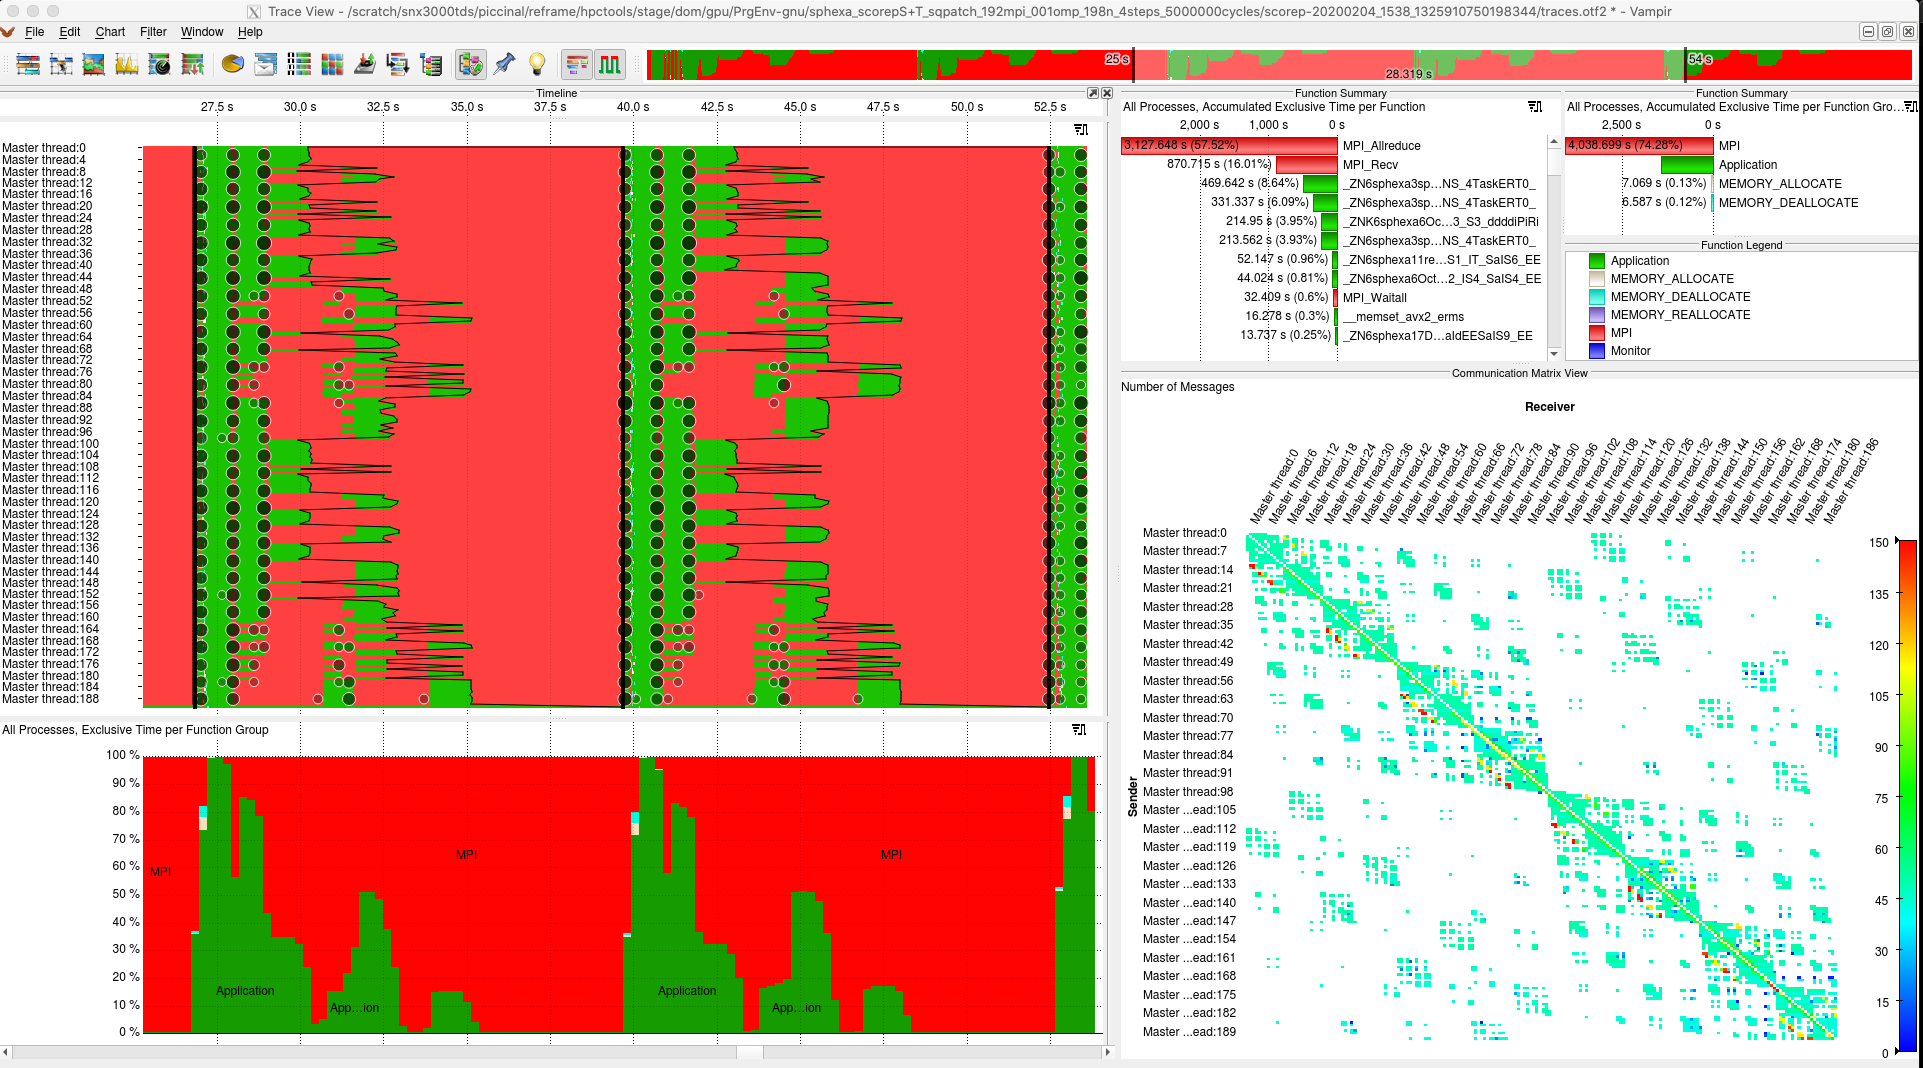 Trace View - /scratch/snx3000tds/piccinal/reframe/hpctools/stage/dom/gpu/PrgEnv-gnu/sphexa_scorepS+T_sqpatch_192mpi_001omp_198n_4steps_5000000cycles/scorep-20200204_1538_1325910750198344/traces.otf2 * - Vampir
File Edit Chart Filter Window Help
25 s 54 s
28.319 s
Timeline
27.5 s 30.0 s 32.5 s 35.0 s 37.5 s 40.0 s 42.5 s 45.0 s 47.5 s 50.0 s 52.5 s
Master thread:0
Master thread:4
Master thread:8
Master thread:12
Master thread:16
Master thread:20
Master thread:24
Master thread:28
Master thread:32
Master thread:36
Master thread:40
Master thread:44
Master thread:48
Master thread:52
Master thread:56
Master thread:60
Master thread:64
Master thread:68
Master thread:72
Master thread:76
Master thread:80
Master thread:84
Master thread:88
Master thread:92
Master thread:96
Master thread:100
Master thread:104
Master thread:108
Master thread:112
Master thread:116
Master thread:120
Master thread:124
Master thread:128
Master thread:132
Master thread:136
Master thread:140
Master thread:144
Master thread:148
Master thread:152
Master thread:156
Master thread:160
Master thread:164
Master thread:168
Master thread:172
Master thread:176
Master thread:180
Master thread:184
Master thread:188
All Processes, Exclusive Time per Function Group
100 %
90 %
80 %
70 %
60 %
50 %
40 %
30 %
20 %
10 %
0 %
MPI MPI MPI
Application App...ion Application App...ion
Function Summary
All Processes, Accumulated Exclusive Time per Function
2,000 s 1,000 s 0 s
3,127.648 s (57.52%) MPI_Allreduce
870.715 s (16.01%) MPI_Recv
469.642 s (8.64%) _ZN6sphexa3sp...NS_4TaskERT0_
331.337 s (6.09%) _ZN6sphexa3sp...NS_4TaskERT0_
214.95 s (3.95%) _ZNK6sphexa6Oc...3_S3_ddddiPiRi
213.562 s (3.93%) _ZN6sphexa3sp...NS_4TaskERT0_
52.147 s (0.96%) _ZN6sphexa11re...S1_IT_SaIS6_EE
44.024 s (0.81%) _ZN6sphexa6Oct...2_IS4_SaIS4_EE
32.409 s (0.6%) MPI_Waitall
16.278 s (0.3%) __memset_avx2_erms
13.737 s (0.25%) _ZN6sphexa17D...aIdEESaIS9_EE
Function Summary
All Processes, Accumulated Exclusive Time per Function Gro...
2,500 s 0 s
4,038.699 s (74.28%) MPI
Application
7.069 s (0.13%) MEMORY_ALLOCATE
6.587 s (0.12%) MEMORY_DEALLOCATE
Function Legend
Application
MEMORY_ALLOCATE
MEMORY_DEALLOCATE
MEMORY_REALLOCATE
MPI
Monitor
Communication Matrix View
Number of Messages
Receiver
Master thread:0
Master thread:6
Master thread:12
Master thread:18
Master thread:24
Master thread:30
Master thread:36
Master thread:42
Master thread:48
Master thread:54
Master thread:60
Master thread:66
Master thread:72
Master thread:78
Master thread:84
Master thread:90
Master thread:96
Master thread:102
Master thread:108
Master thread:114
Master thread:120
Master thread:126
Master thread:132
Master thread:138
Master thread:144
Master thread:150
Master thread:156
Master thread:162
Master thread:168
Master thread:174
Master thread:180
Master thread:186
Sender
Master thread:0
Master thread:7
Master thread:14
Master thread:21
Master thread:28
Master thread:35
Master thread:42
Master thread:49
Master thread:56
Master thread:63
Master thread:70
Master thread:77
Master thread:84
Master thread:91
Master thread:98
Master ...ead:105
Master ...ead:112
Master ...ead:119
Master ...ead:126
Master ...ead:133
Master ...ead:140
Master ...ead:147
Master ...ead:154
Master ...ead:161
Master ...ead:168
Master ...ead:175
Master ...ead:182
Master ...ead:189
150
135
120
105
90
75
60
45
30
15
0